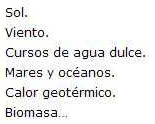 Sol.
Viento.
Cursos de agua dulce.
Mares y océanos.
Calor geotérmico.
Biomasa...